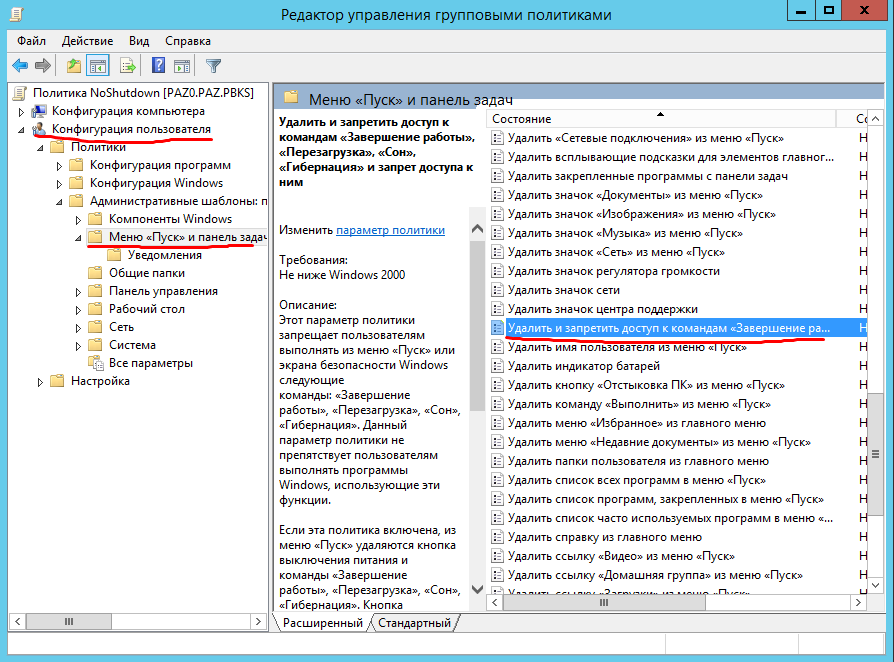 Редактор управления групповыми политиками
Файл Действие Вид Справка
Политика NoShutdown [PAZ0.PAZ.PBKS]
Конфигурация компьютера
Конфигурация пользователя
Политики
Конфигурация программ
Конфигурация Windows
Административные шаблоны: п
Компоненты Windows
Меню «Пуск» и панель задач
Уведомления
Общие папки
Панель управления
Рабочий стол
Сеть
Система
Все параметры
Настройка
Меню «Пуск» и панель задач
Удалить и запретить доступ к
командам «Завершение работы»,
«Перезагрузка», «Сон»,
«Гибернация» и запрет доступа к
ним
Изменить параметр политики
Требования:
Не ниже Windows 2000
Описание:
Этот параметр политики
запрещает пользователям
выполнять из меню «Пуск» или
экрана безопасности Windows
следующие
команды: «Завершение
работы», «Перезагрузка», «Сон»,
«Гибернация». Данный
параметр политики не
препятствует пользователям
выполнять программы
Windows, использующие эти
функции.
Если эта политика включена, из
меню «Пуск» удаляются кнопка
выключения питания и
команды «Завершение
работы», «Перезагрузка», «Сон»,
«Гибернация». Кнопка
Состояние Сс
Удалить «Сетевые подключения» из меню «Пуск» Н
Удалить всплывающие подсказки для элементов главног... Н
Удалить закрепленные программы с панели задач Н
Удалить значок «Документы» из меню «Пуск» Н
Удалить значок «Изображения» из меню «Пуск» Н
Удалить значок «Музыка» из меню «Пуск» Н
Удалить значок «Сеть» из меню «Пуск» Н
Удалить значок регулятора громкости Н
Удалить значок сети Н
Удалить значок центра поддержки Н
Удалить и запретить доступ к командам «Завершение ра... Н
Удалить имя пользователя из меню «Пуск» Н
Удалить индикатор батарей Н
Удалить кнопку «Отстыковка ПК» из меню «Пуск» Н
Удалить команду «Выполнить» из меню «Пуск» Н
Удалить меню «Избранное» из главного меню Н
Удалить меню «Недавние документы» из меню «Пуск» Н
Удалить папки пользователя из главного меню Н
Удалить список всех программ в меню «Пуск» Н
Удалить список программ, закрепленных в меню «Пуск» Н
Удалить список часто используемых программ в меню «... Н
Удалить справку из главного меню Н
Удалить ссылку «Видео» из меню «Пуск» Н
Удалить ссылку «Домашняя группа» из меню «Пуск» Н
Удалить ссылку «Загрузки» из меню «Пуск» Н
Расширенный Стандартный